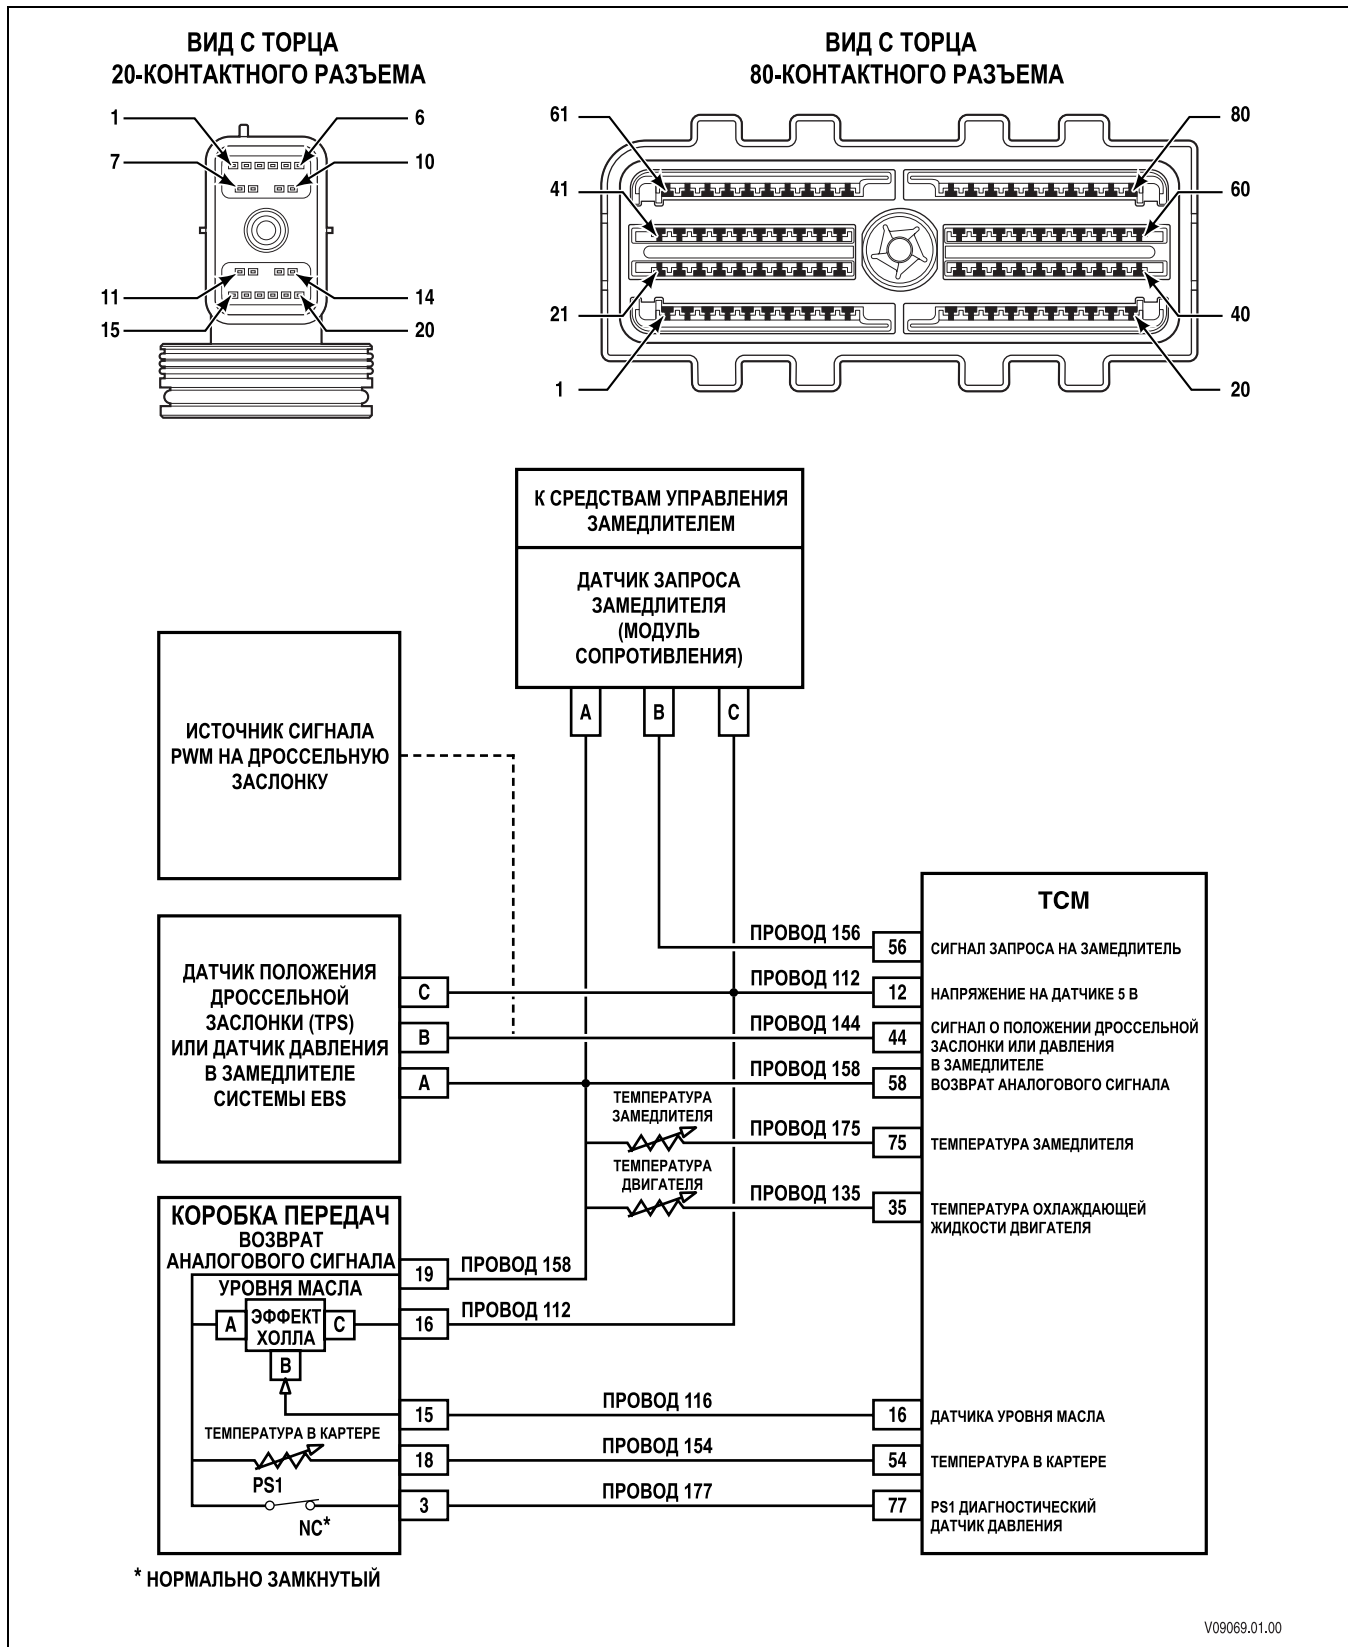 ВИД С ТОРЦА
20-КОНТАКТНОГО РАЗЪЕМА
1
6
7
10
11
14
15
20
ВИД С ТОРЦА
80-КОНТАКТНОГО РАЗЪЕМА
61
80
41
60
21
40
1
20
К СРЕДСТВАМ УПРАВЛЕНИЯ
ЗАМЕДЛИТЕЛЕМ
ДАТЧИК ЗАПРОСА
ЗАМЕДЛИТЕЛЯ
(МОДУЛЬ
СОПРОТИВЛЕНИЯ)
A
B
C
ИСТОЧНИК СИГНАЛА
PWM НА ДРОССЕЛЬНУЮ
ЗАСЛОНКУ
ДАТЧИК ПОЛОЖЕНИЯ
ДРОССЕЛЬНОЙ
ЗАСЛОНКИ (TPS)
ИЛИ ДАТЧИК ДАВЛЕНИЯ
В ЗАМЕДЛИТЕЛЕ
СИСТЕМЫ EBS
C
B
A
TCM
ПРОВОД 156
56
СИГНАЛ ЗАПРОСА НА ЗАМЕДЛИТЕЛЬ
ПРОВОД 112
12
НАПРЯЖЕНИЕ НА ДАТЧИКЕ 5 В
ПРОВОД 144
44
СИГНАЛ О ПОЛОЖЕНИИ ДРОССЕЛЬНОЙ
ЗАСЛОНКИ ИЛИ ДАВЛЕНИЯ
В ЗАМЕДЛИТЕЛЕ
ПРОВОД 158
58
ВОЗВРАТ АНАЛОГОВОГО СИГНАЛА
ТЕМПЕРАТУРА
ЗАМЕДЛИТЕЛЯ
ПРОВОД 175
75
ТЕМПЕРАТУРА ЗАМЕДЛИТЕЛЯ
ТЕМПЕРАТУРА
ДВИГАТЕЛЯ
ПРОВОД 135
35
ТЕМПЕРАТУРА ОХЛАЖДАЮЩЕЙ
ЖИДКОСТИ ДВИГАТЕЛЯ
КОРОБКА ПЕРЕДАЧ
ВОЗВРАТ
АНАЛОГОВОГО СИГНАЛА
19
ПРОВОД 158
УРОВНЯ МАСЛА
A
ЭФФЕКТ
ХОЛЛА
C
B
16
ПРОВОД 112
15
ПРОВОД 116
16
ДАТЧИКА УРОВНЯ МАСЛА
ТЕМПЕРАТУРА В КАРТЕРЕ
18
ПРОВОД 154
54
ТЕМПЕРАТУРА В КАРТЕРЕ
PS1
NC*
3
ПРОВОД 177
77
PS1 ДИАГНОСТИЧЕСКИЙ
ДАТЧИК ДАВЛЕНИЯ
* НОРМАЛЬНО ЗАМКНУТЫЙ
V09069.01.00